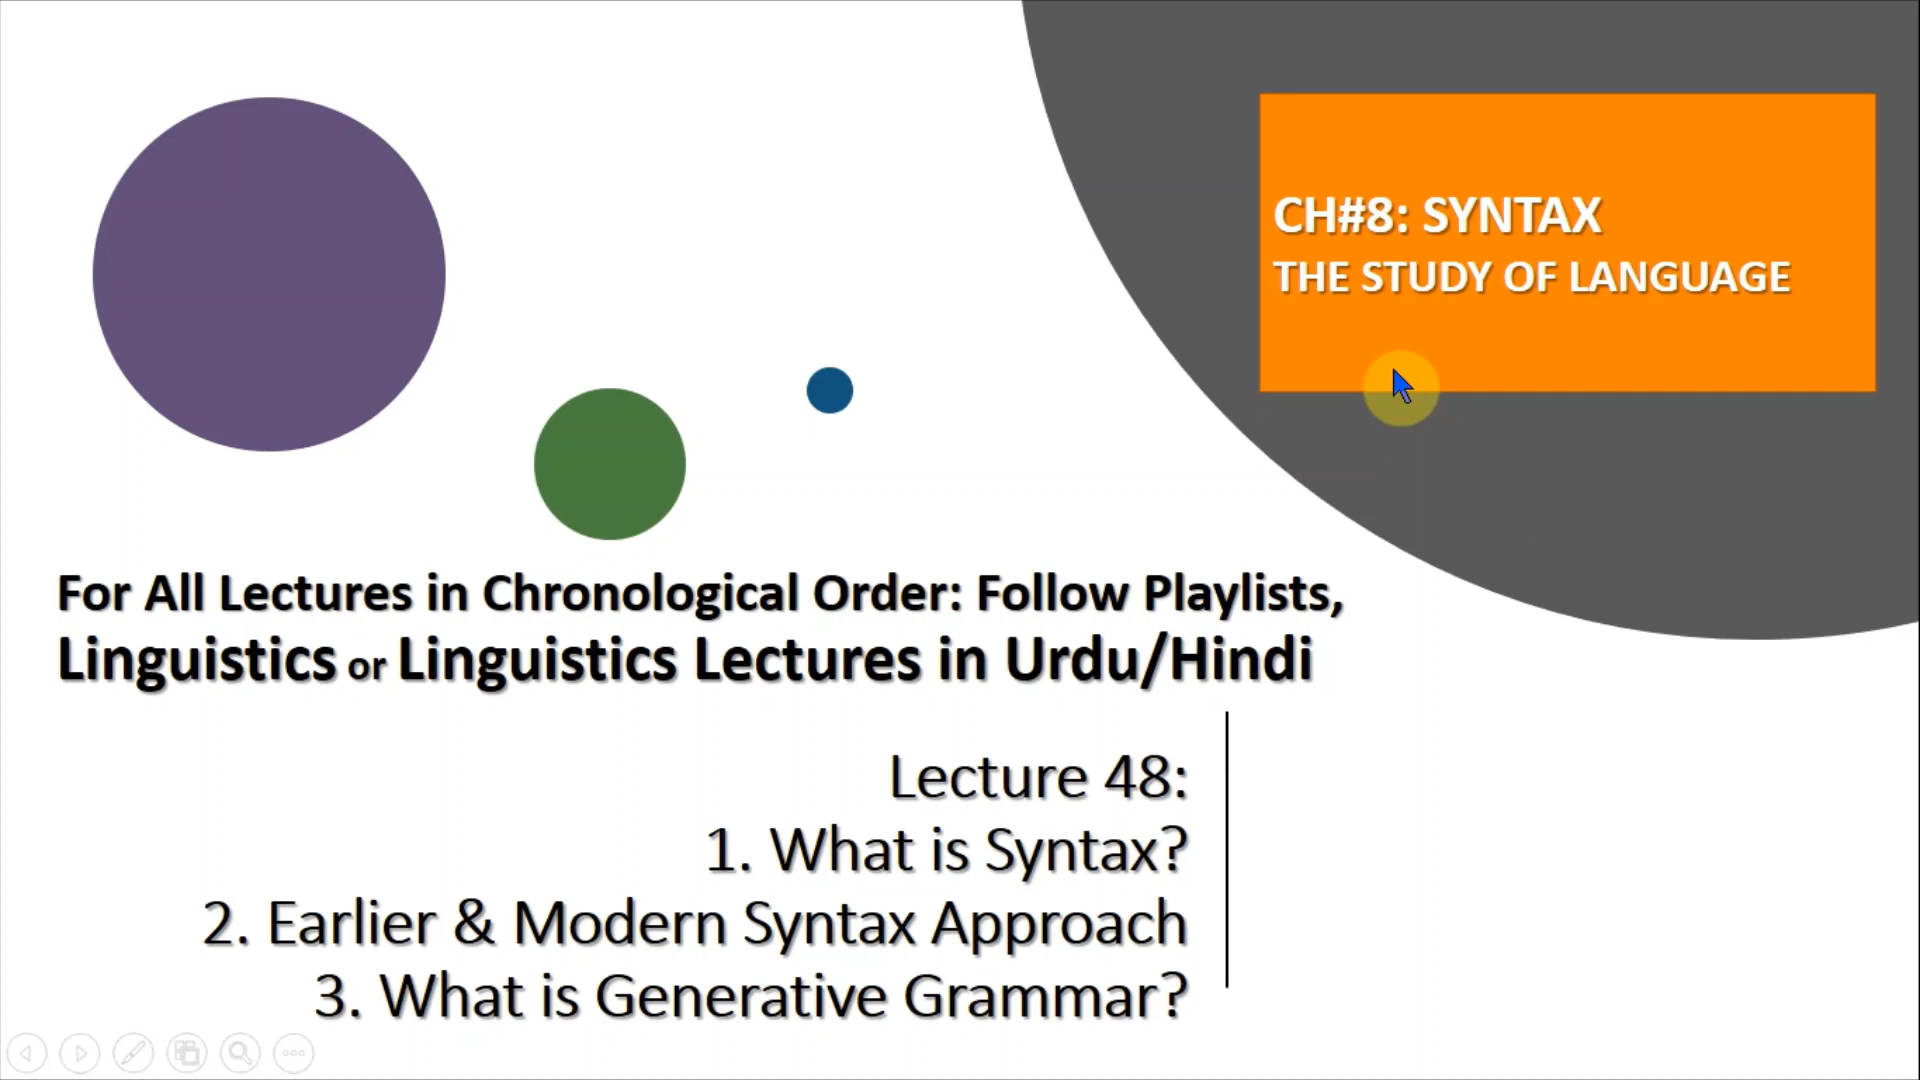 CH#8: SYNTAX
THE STUDY OF LANGUAGE
For All Lectures in Chronological Order: Follow Playlists,
Linguistics or Linguistics Lectures in Urdu/Hindi
Lecture 48:
1. What is Syntax?
2. Earlier & Modern Syntax Approach
3. What is Generative Grammar?